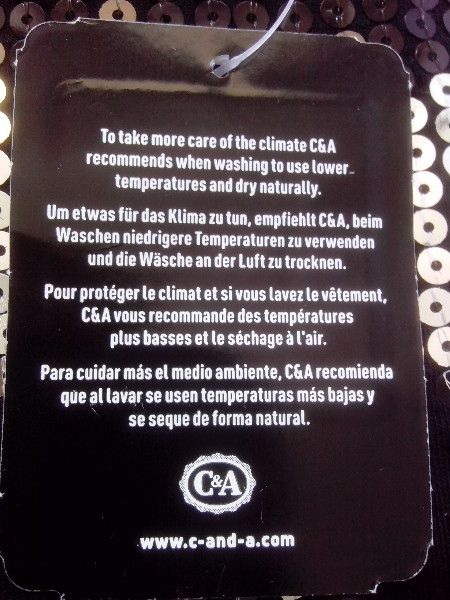 To take more care of the climate C&A
recommends when washing to use lower
temperatures and dry naturally.
Um etwas für das Klima zu tun, empfiehlt C&A, beim
Waschen niedrigere Temperaturen zu verwenden
und die Wäsche an der Luft zu trocknen.
Pour protéger le climat et si vous lavez le vêtement,
C&A vous recommande des températures
plus basses et le séchage à l'air.
Para cuidar más el medio ambiente, C&A recomienda
que al lavar se usen temperaturas más bajas y
se seque de forma natural.
C&A
www.c-and-a.com